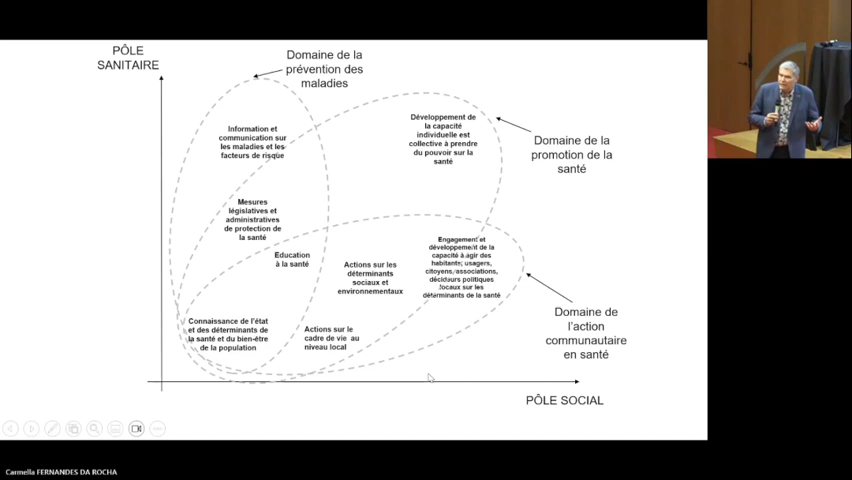 PÔLE
SANITAIRE
Domaine de la
prévention des
maladies
Information et
communication sur
les maladies et les
facteurs de risque
Développement de
la capacité
individuelle est
collective à prendre
du pouvoir sur la
santé
Domaine de la
promotion de la
santé
Mesures
législatives et
administratives
de protection de
la santé
Education
à la santé
Actions sur les
déterminants
sociaux et
environnementaux
Engagement et
développement de la
capacité à agir des
habitants, usagers,
citoyens/associations,
décideurs politiques
locaux sur les
déterminants de la santé
Connaissance de l'état
et des déterminants de
la santé et du bien-être
de la population
Actions sur le
cadre de vie au
niveau local
Domaine de
l'action
communautaire
en santé
PÔLE SOCIAL
Carmella FERNANDES DA ROCHA